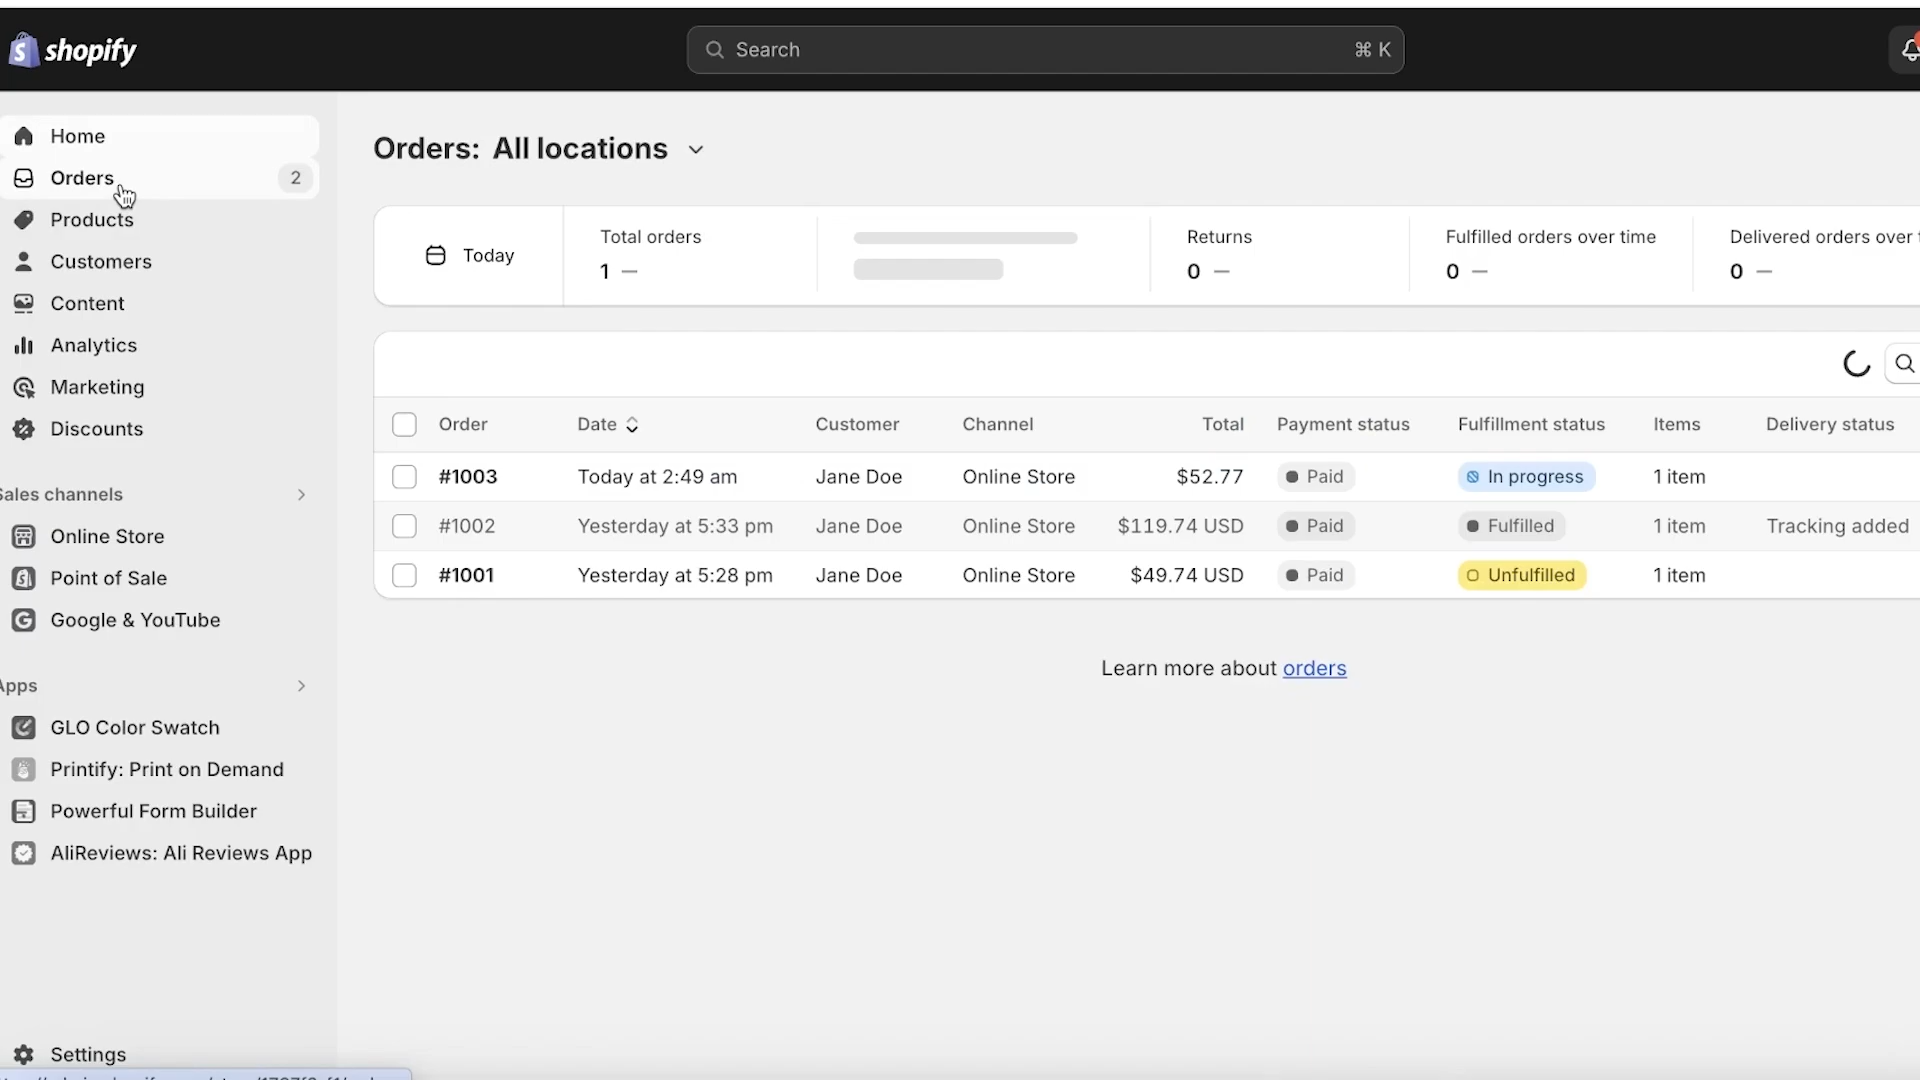 shopify
Search ⌘ K
Home
Orders 2
Products
Customers
Content
Analytics
Marketing
Discounts
Sales channels
Online Store
Point of Sale
Google & YouTube
Apps
GLO Color Swatch
Printify: Print on Demand
Powerful Form Builder
AliReviews: Ali Reviews App
Settings
Orders: All locations
Today
Total orders
1 —
Returns
0 —
Fulfilled orders over time
0 —
Delivered orders over
0 —
Order Date Customer Channel Total Payment status Fulfillment status Items Delivery status
#1003 Today at 2:49 am Jane Doe Online Store $52.77 Paid In progress 1 item
#1002 Yesterday at 5:33 pm Jane Doe Online Store $119.74 USD Paid Fulfilled 1 item Tracking added
#1001 Yesterday at 5:28 pm Jane Doe Online Store $49.74 USD Paid Unfulfilled 1 item
Learn more about orders